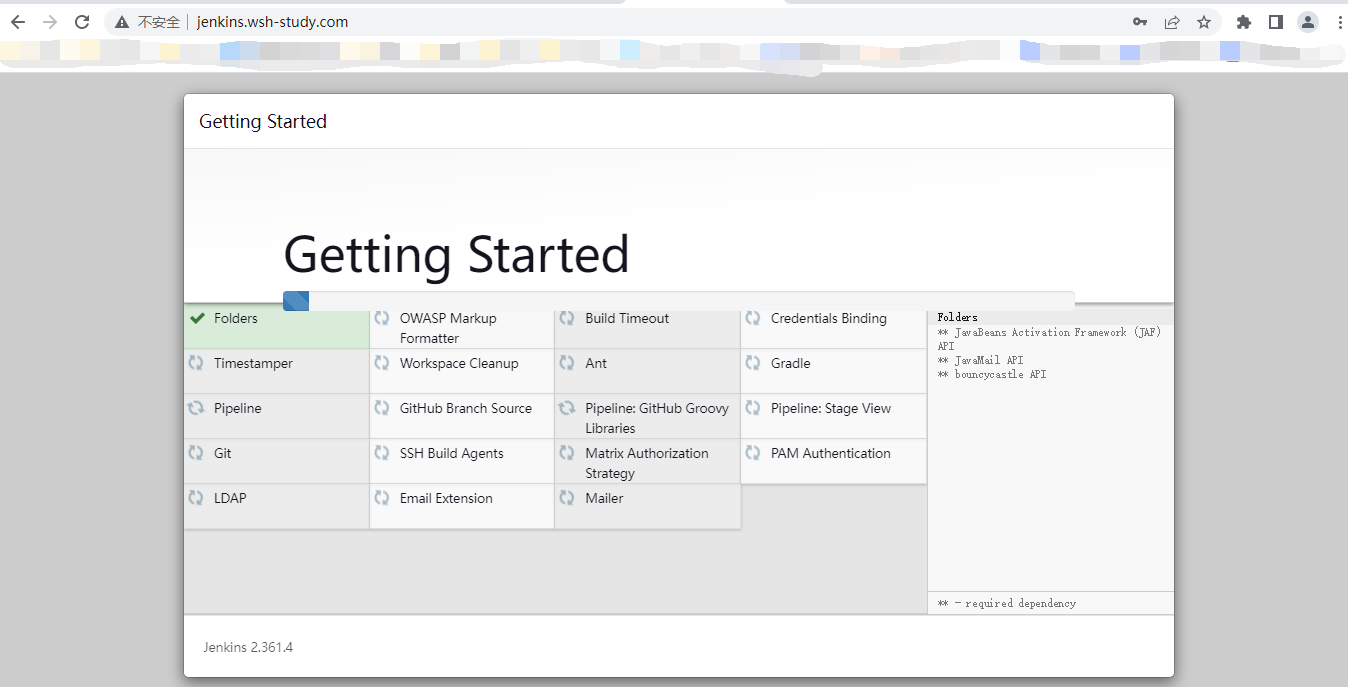 不安全 jenkins.wsh-study.com
Getting Started
Getting Started
Folders
OWASP Markup
Formatter
Build Timeout
Credentials Binding
Timestamper
Workspace Cleanup
Ant
Gradle
Pipeline
GitHub Branch Source
Pipeline: GitHub Groovy
Libraries
Pipeline: Stage View
Git
SSH Build Agents
Matrix Authorization
Strategy
PAM Authentication
LDAP
Email Extension
Mailer
Folders
** JavaBeans Activation Framework (JAF)
API
** JavaMail API
** bouncycastle API
** - required dependency
Jenkins 2.361.4